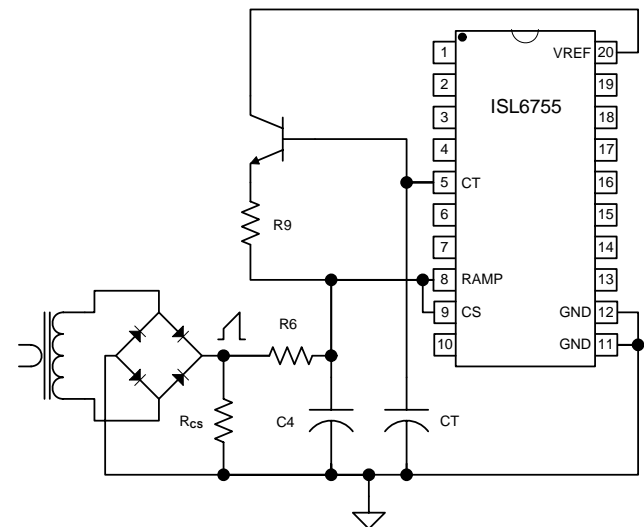 1
VREF 20
2
19
ISL6755
3
18
4
17
5 CT
16
6
15
R9
7
14
8 RAMP
13
9 CS
GND 12
R6
10
GND 11
RCS
C4
CT